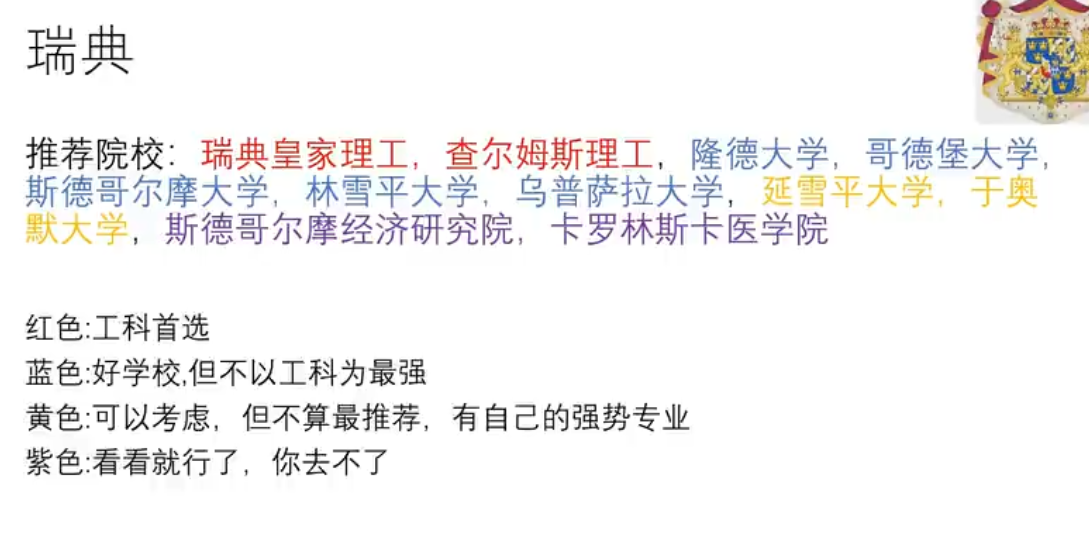 瑞典
推荐院校：瑞典皇家理工，查尔姆斯理工，隆德大学，哥德堡大学，
斯德哥尔摩大学，林雪平大学，乌普萨拉大学，延雪平大学，于奥
默大学，斯德哥尔摩经济研究院，卡罗林斯卡医学院
红色:工科首选
蓝色:好学校,但不以工科为最强
黄色:可以考虑，但不算最推荐，有自己的强势专业
紫色:看看就行了，你去不了